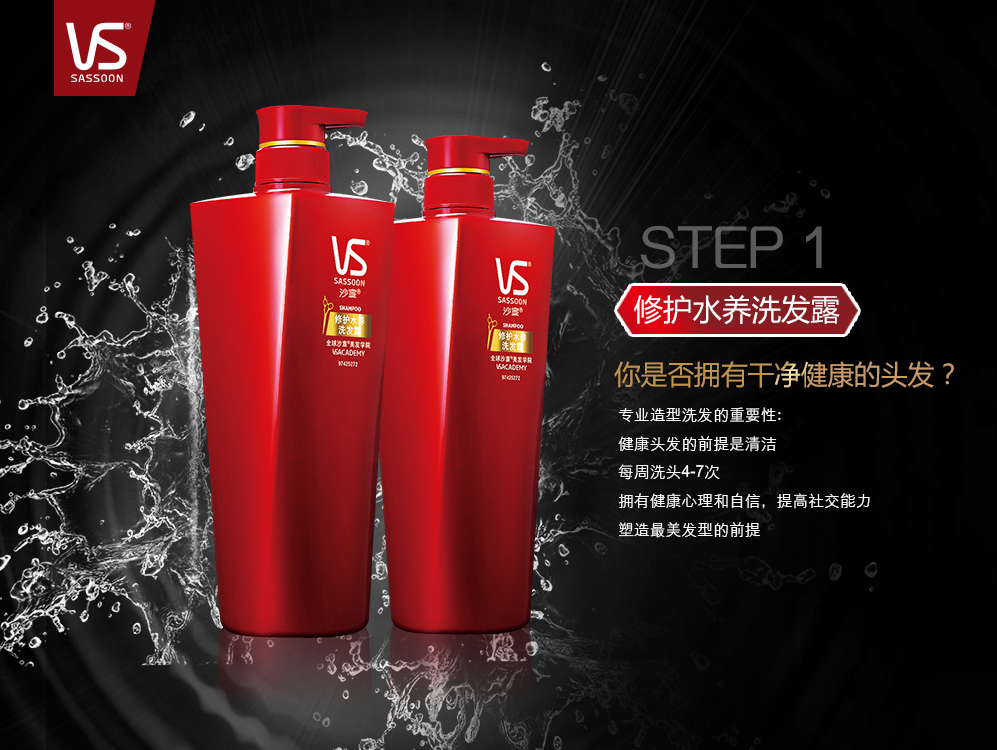 VS®
SASSOON
VS®
SASSOON
沙宣®
SHAMPOO
修护水养
洗发露
全球沙宣®美发学院
VSACADEMY
97425272
VS®
SASSOON
沙宣®
SHAMPOO
修护水养
洗发露
全球沙宣®美发学院
VSACADEMY
97425272
STEP 1
修护水养洗发露
你是否拥有干净健康的头发？
专业造型洗发的重要性:
健康头发的前提是清洁
每周洗头4-7次
拥有健康心理和自信，提高社交能力
塑造最美发型的前提